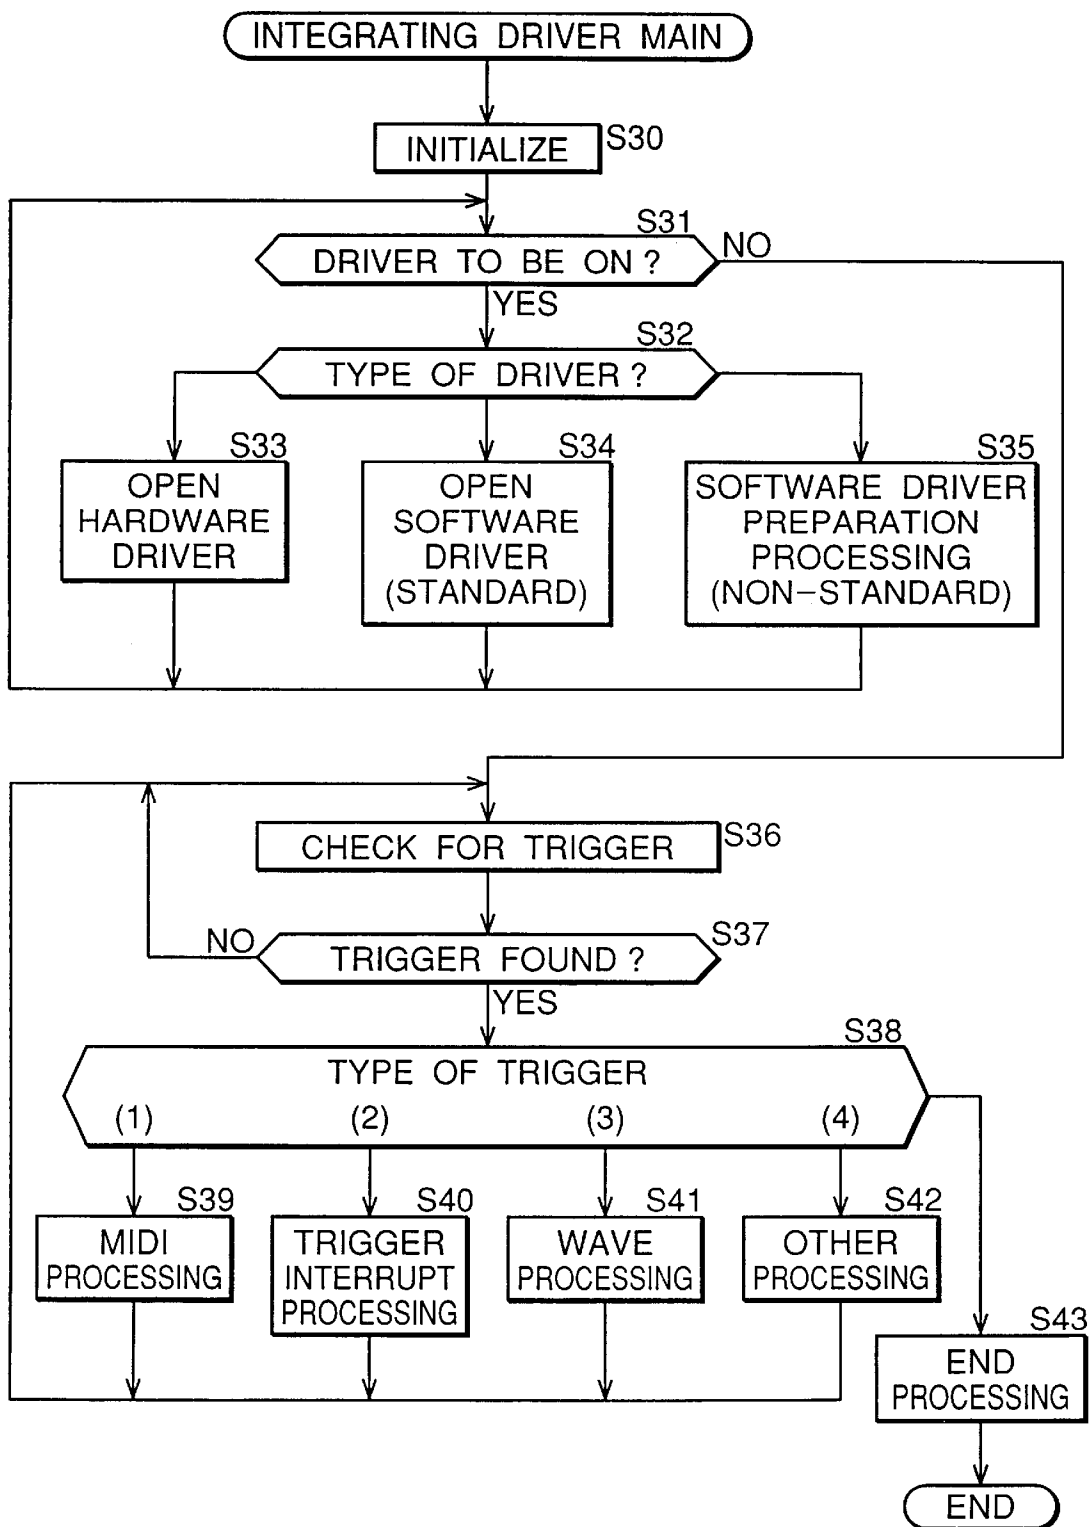 INTEGRATING DRIVER MAIN
INITIALIZE
S30
S31
DRIVER TO BE ON ?
NO
YES
S32
TYPE OF DRIVER ?
S33
OPEN
HARDWARE
DRIVER
S34
OPEN
SOFTWARE
DRIVER
(STANDARD)
S35
SOFTWARE DRIVER
PREPARATION
PROCESSING
(NON-STANDARD)
CHECK FOR TRIGGER
S36
NO
TRIGGER FOUND ?
S37
YES
S38
TYPE OF TRIGGER
(1) (2) (3) (4)
S39
MIDI
PROCESSING
S40
TRIGGER
INTERRUPT
PROCESSING
S41
WAVE
PROCESSING
S42
OTHER
PROCESSING
S43
END
PROCESSING
END